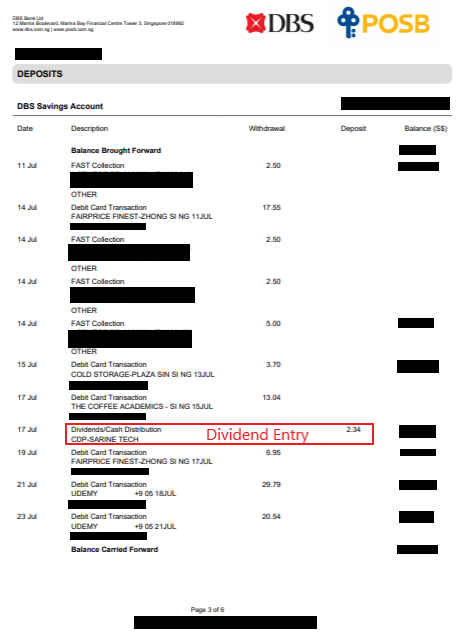 DBS Bank Ltd
12 Marina Boulevard, Marina Bay Financial Centre Tower 3, Singapore 018982
www.dbs.com.sg | www.posb.com.sg
DBS POSB
DEPOSITS
DBS Savings Account
Date Description Withdrawal Deposit Balance (S$)
Balance Brought Forward
11 Jul FAST Collection 2.50
OTHER
14 Jul Debit Card Transaction 17.55
FAIRPRICE FINEST-ZHONG SI NG 11JUL
14 Jul FAST Collection 2.50
OTHER
14 Jul FAST Collection 2.50
OTHER
14 Jul FAST Collection 5.00
OTHER
15 Jul Debit Card Transaction 3.70
COLD STORAGE-PLAZA SIN SI NG 13JUL
17 Jul Debit Card Transaction 13.04
THE COFFEE ACADEMICS - SI NG 15JUL
17 Jul Dividends/Cash Distribution 2.34
CDP-SARINE TECH
Dividend Entry
19 Jul Debit Card Transaction 6.95
FAIRPRICE FINEST-ZHONG SI NG 17JUL
21 Jul Debit Card Transaction 29.79
UDEMY +9 05 18JUL
23 Jul Debit Card Transaction 20.54
UDEMY +9 05 21JUL
Balance Carried Forward
Page 3 of 6